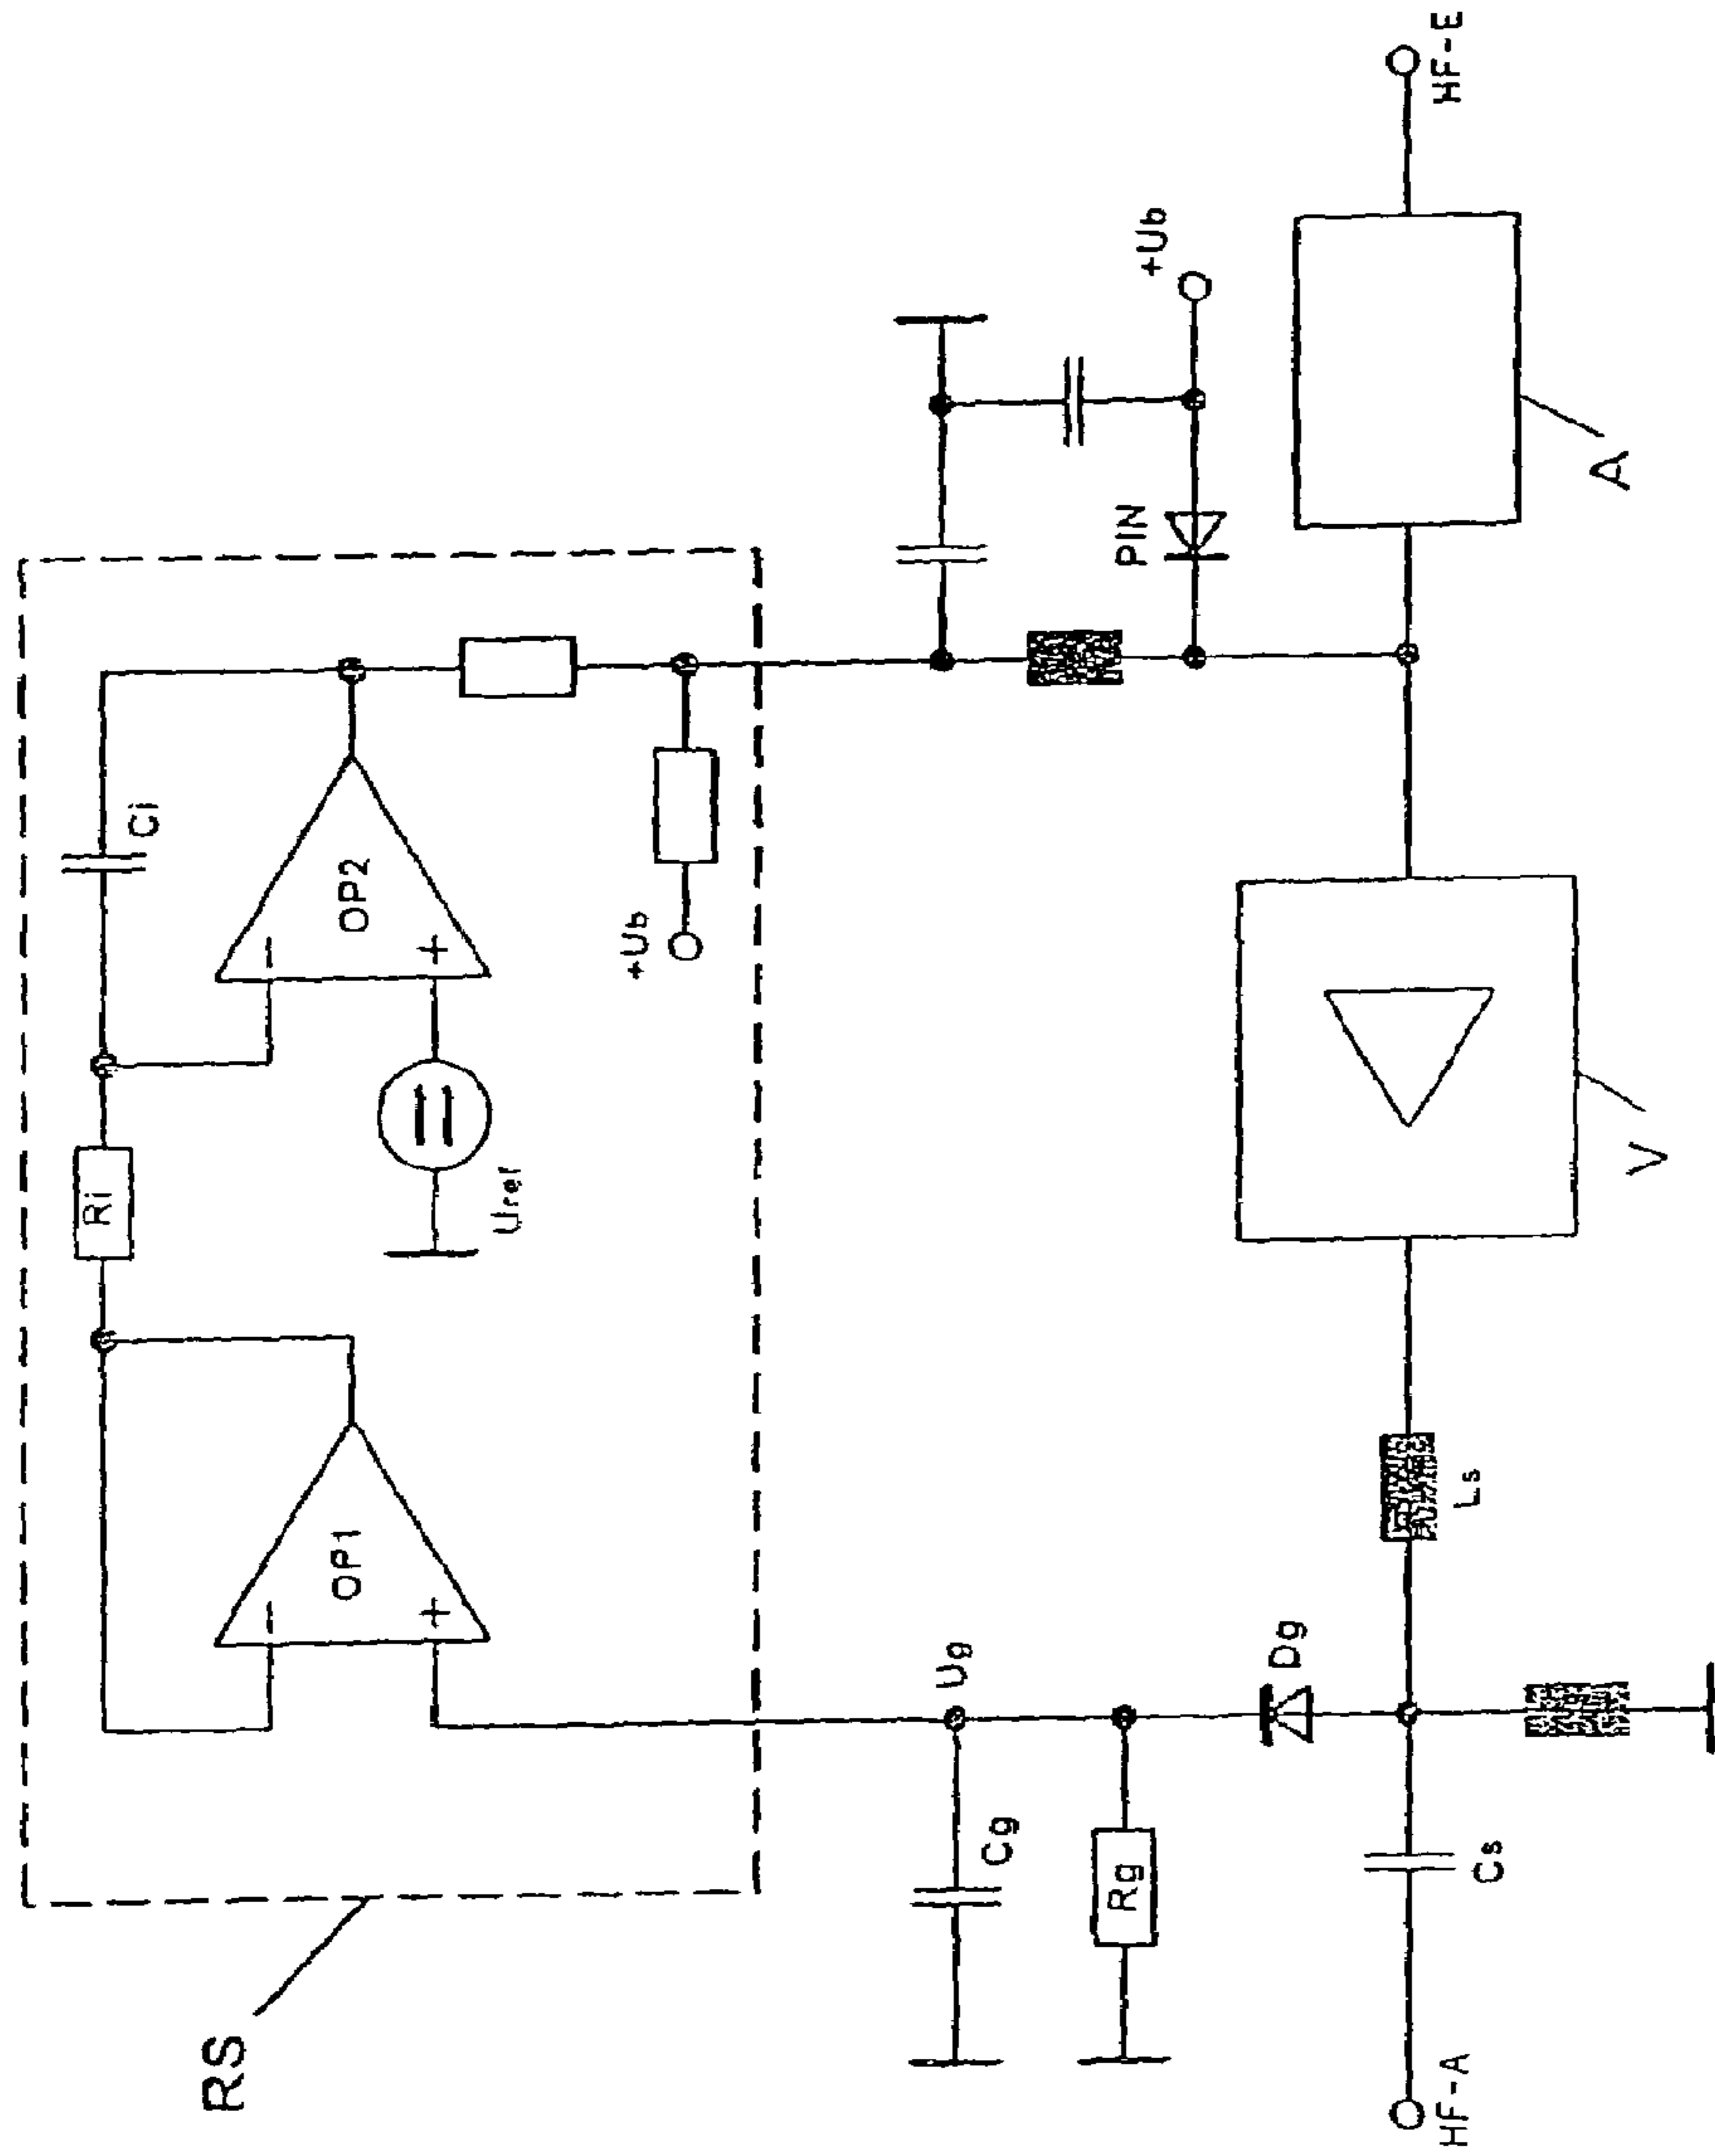 RS
OP1
Ri
Uref
OP2
Ci
+Ub
Ug
Cg
Rg
Dg
PIN
+Ub
HF-A
Cs
Ls
V
A
HF-E